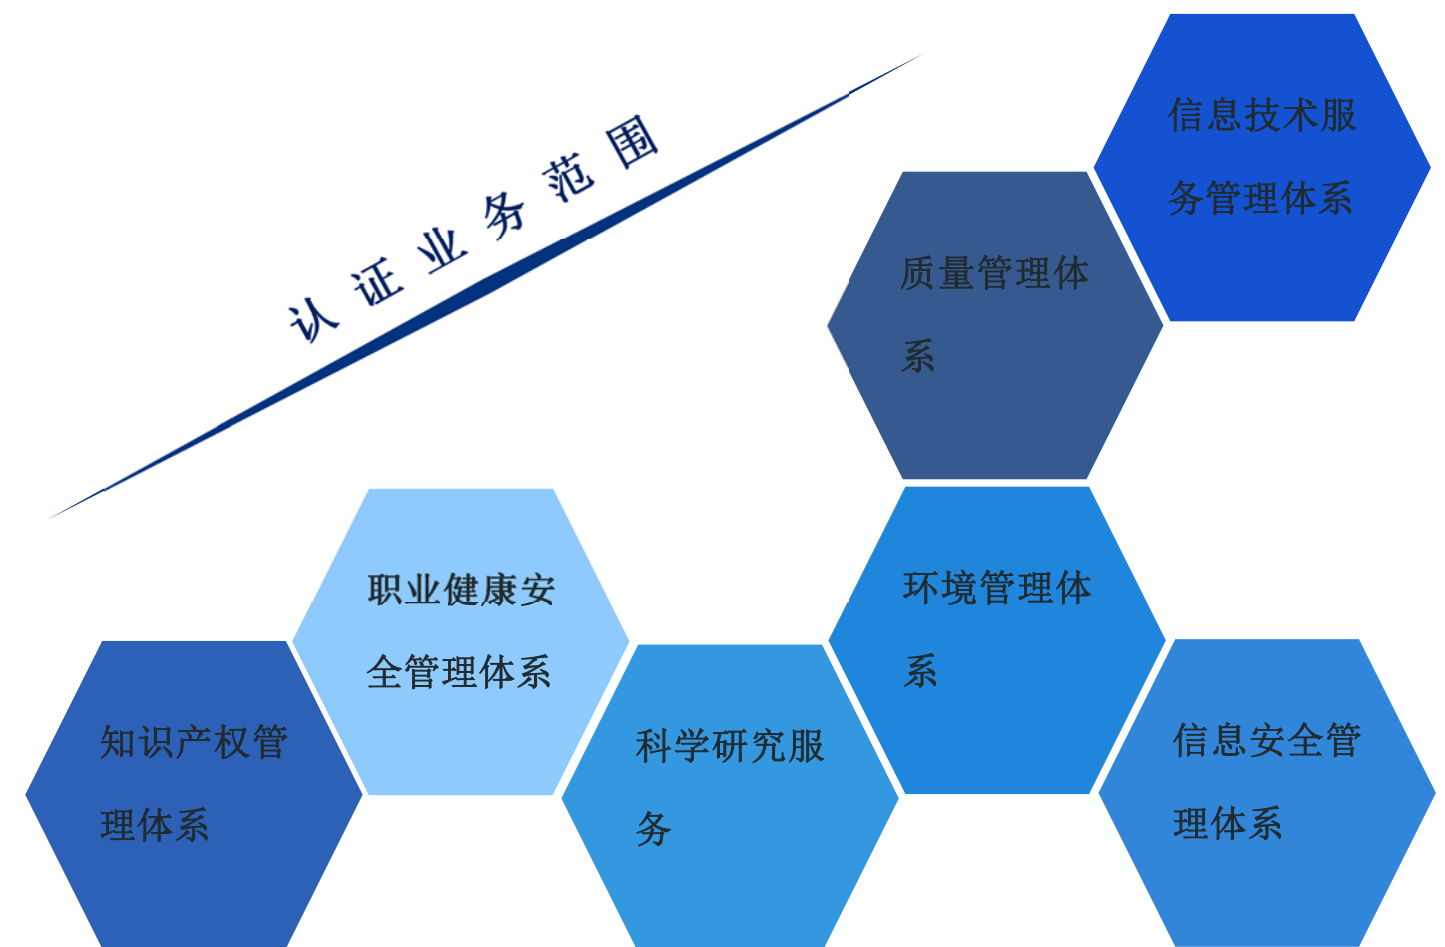 认证业务范围
信息技术服
务管理体系
质量管理体
系
职业健康安
全管理体系
环境管理体
系
知识产权管
理体系
科学研究服
务
信息安全管
理体系